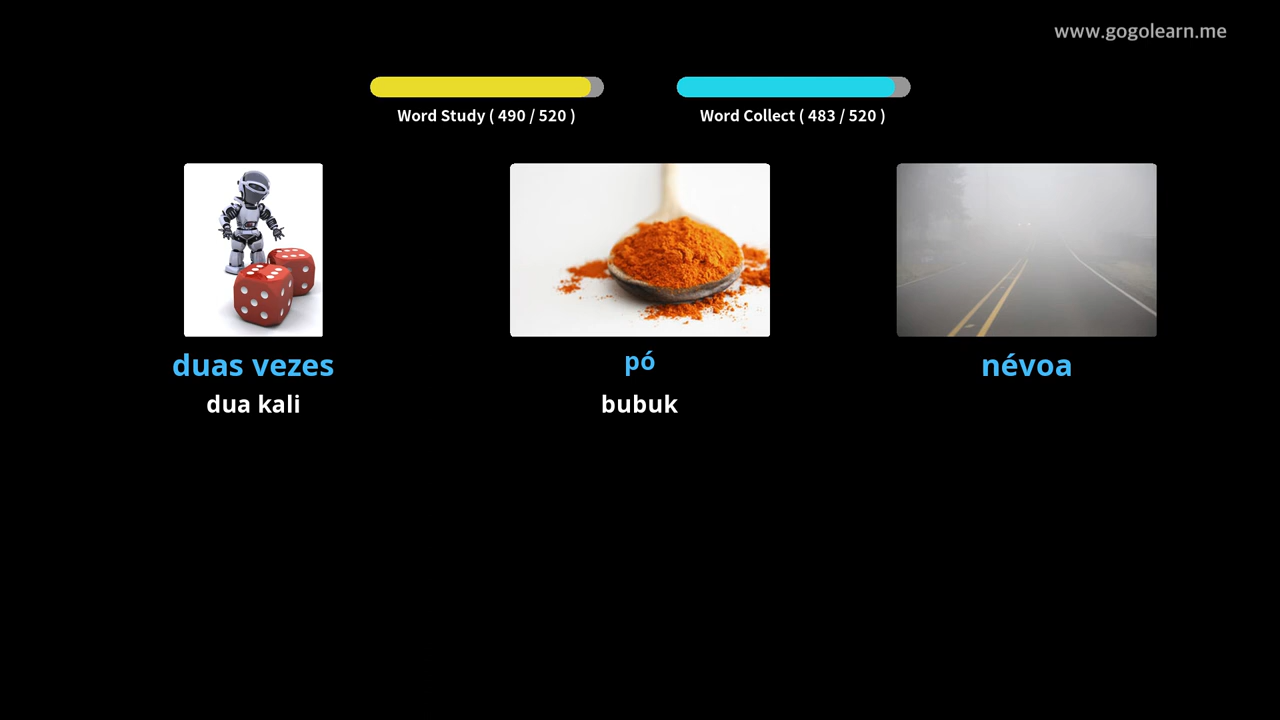 www.gogolearn.me
Word Study ( 490 / 520 )
Word Collect ( 483 / 520 )
duas vezes
dua kali
pó
bubuk
névoa